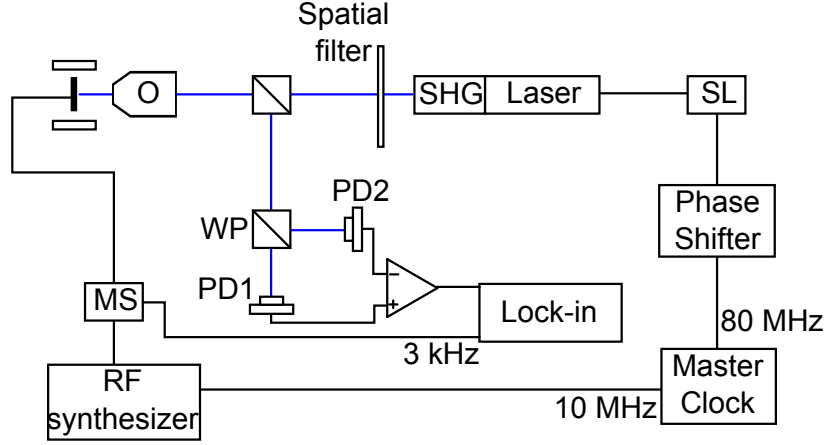 Spatial
filter
O
SHG
Laser
SL
PD2
WP
Phase
Shifter
PD1
−
+
MS
Lock-in
80 MHz
3 kHz
RF
synthesizer
10 MHz
Master
Clock